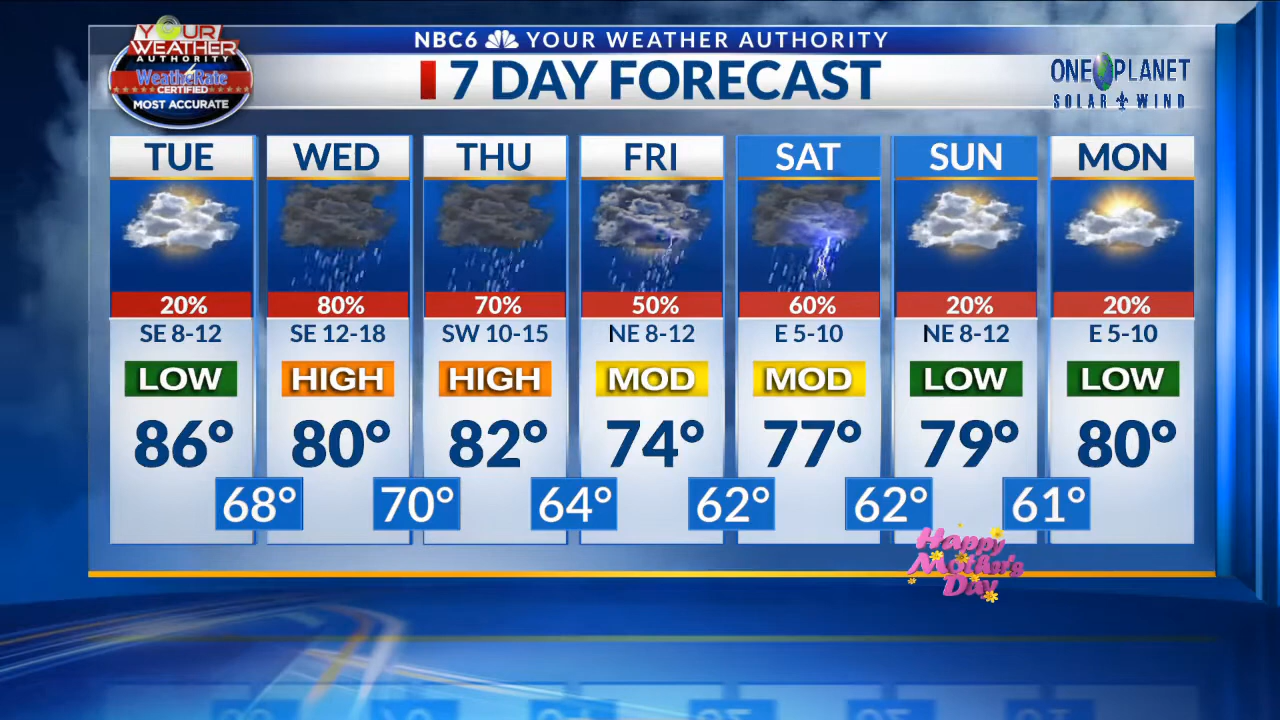 YOUR
WEATHER
AUTHORITY
WeatheRate
CERTIFIED
MOST ACCURATE
NBC6 YOUR WEATHER AUTHORITY
7 DAY FORECAST
ONE PLANET
SOLAR WIND
TUE WED THU FRI SAT SUN MON
20% 80% 70% 50% 60% 20% 20%
SE 8-12 SE 12-18 SW 10-15 NE 8-12 E 5-10 NE 8-12 E 5-10
LOW HIGH HIGH MOD MOD LOW LOW
86° 80° 82° 74° 77° 79° 80°
68° 70° 64° 62° 62° 61°
Happy
Mother's
Day